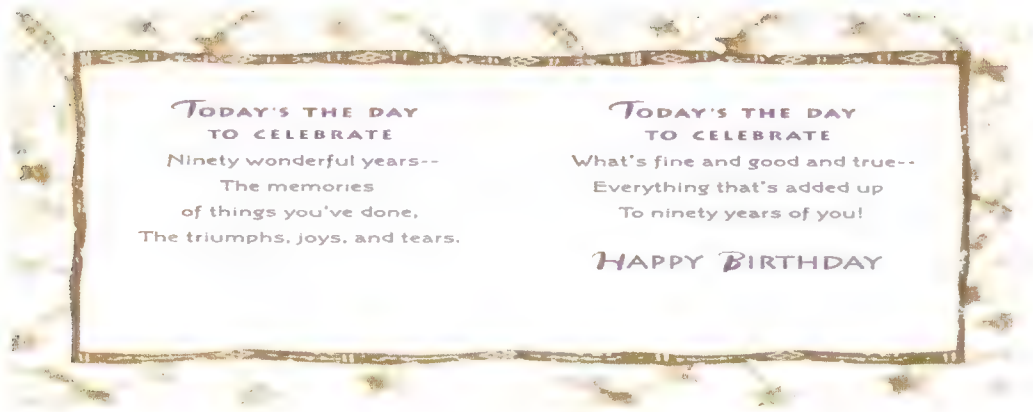 TODAY'S THE DAY
TO CELEBRATE
Ninety wonderful years--
The memories
of things you've done,
The triumphs, joys, and tears.
TODAY'S THE DAY
TO CELEBRATE
What's fine and good and true--
Everything that's added up
To ninety years of you!
HAPPY BIRTHDAY